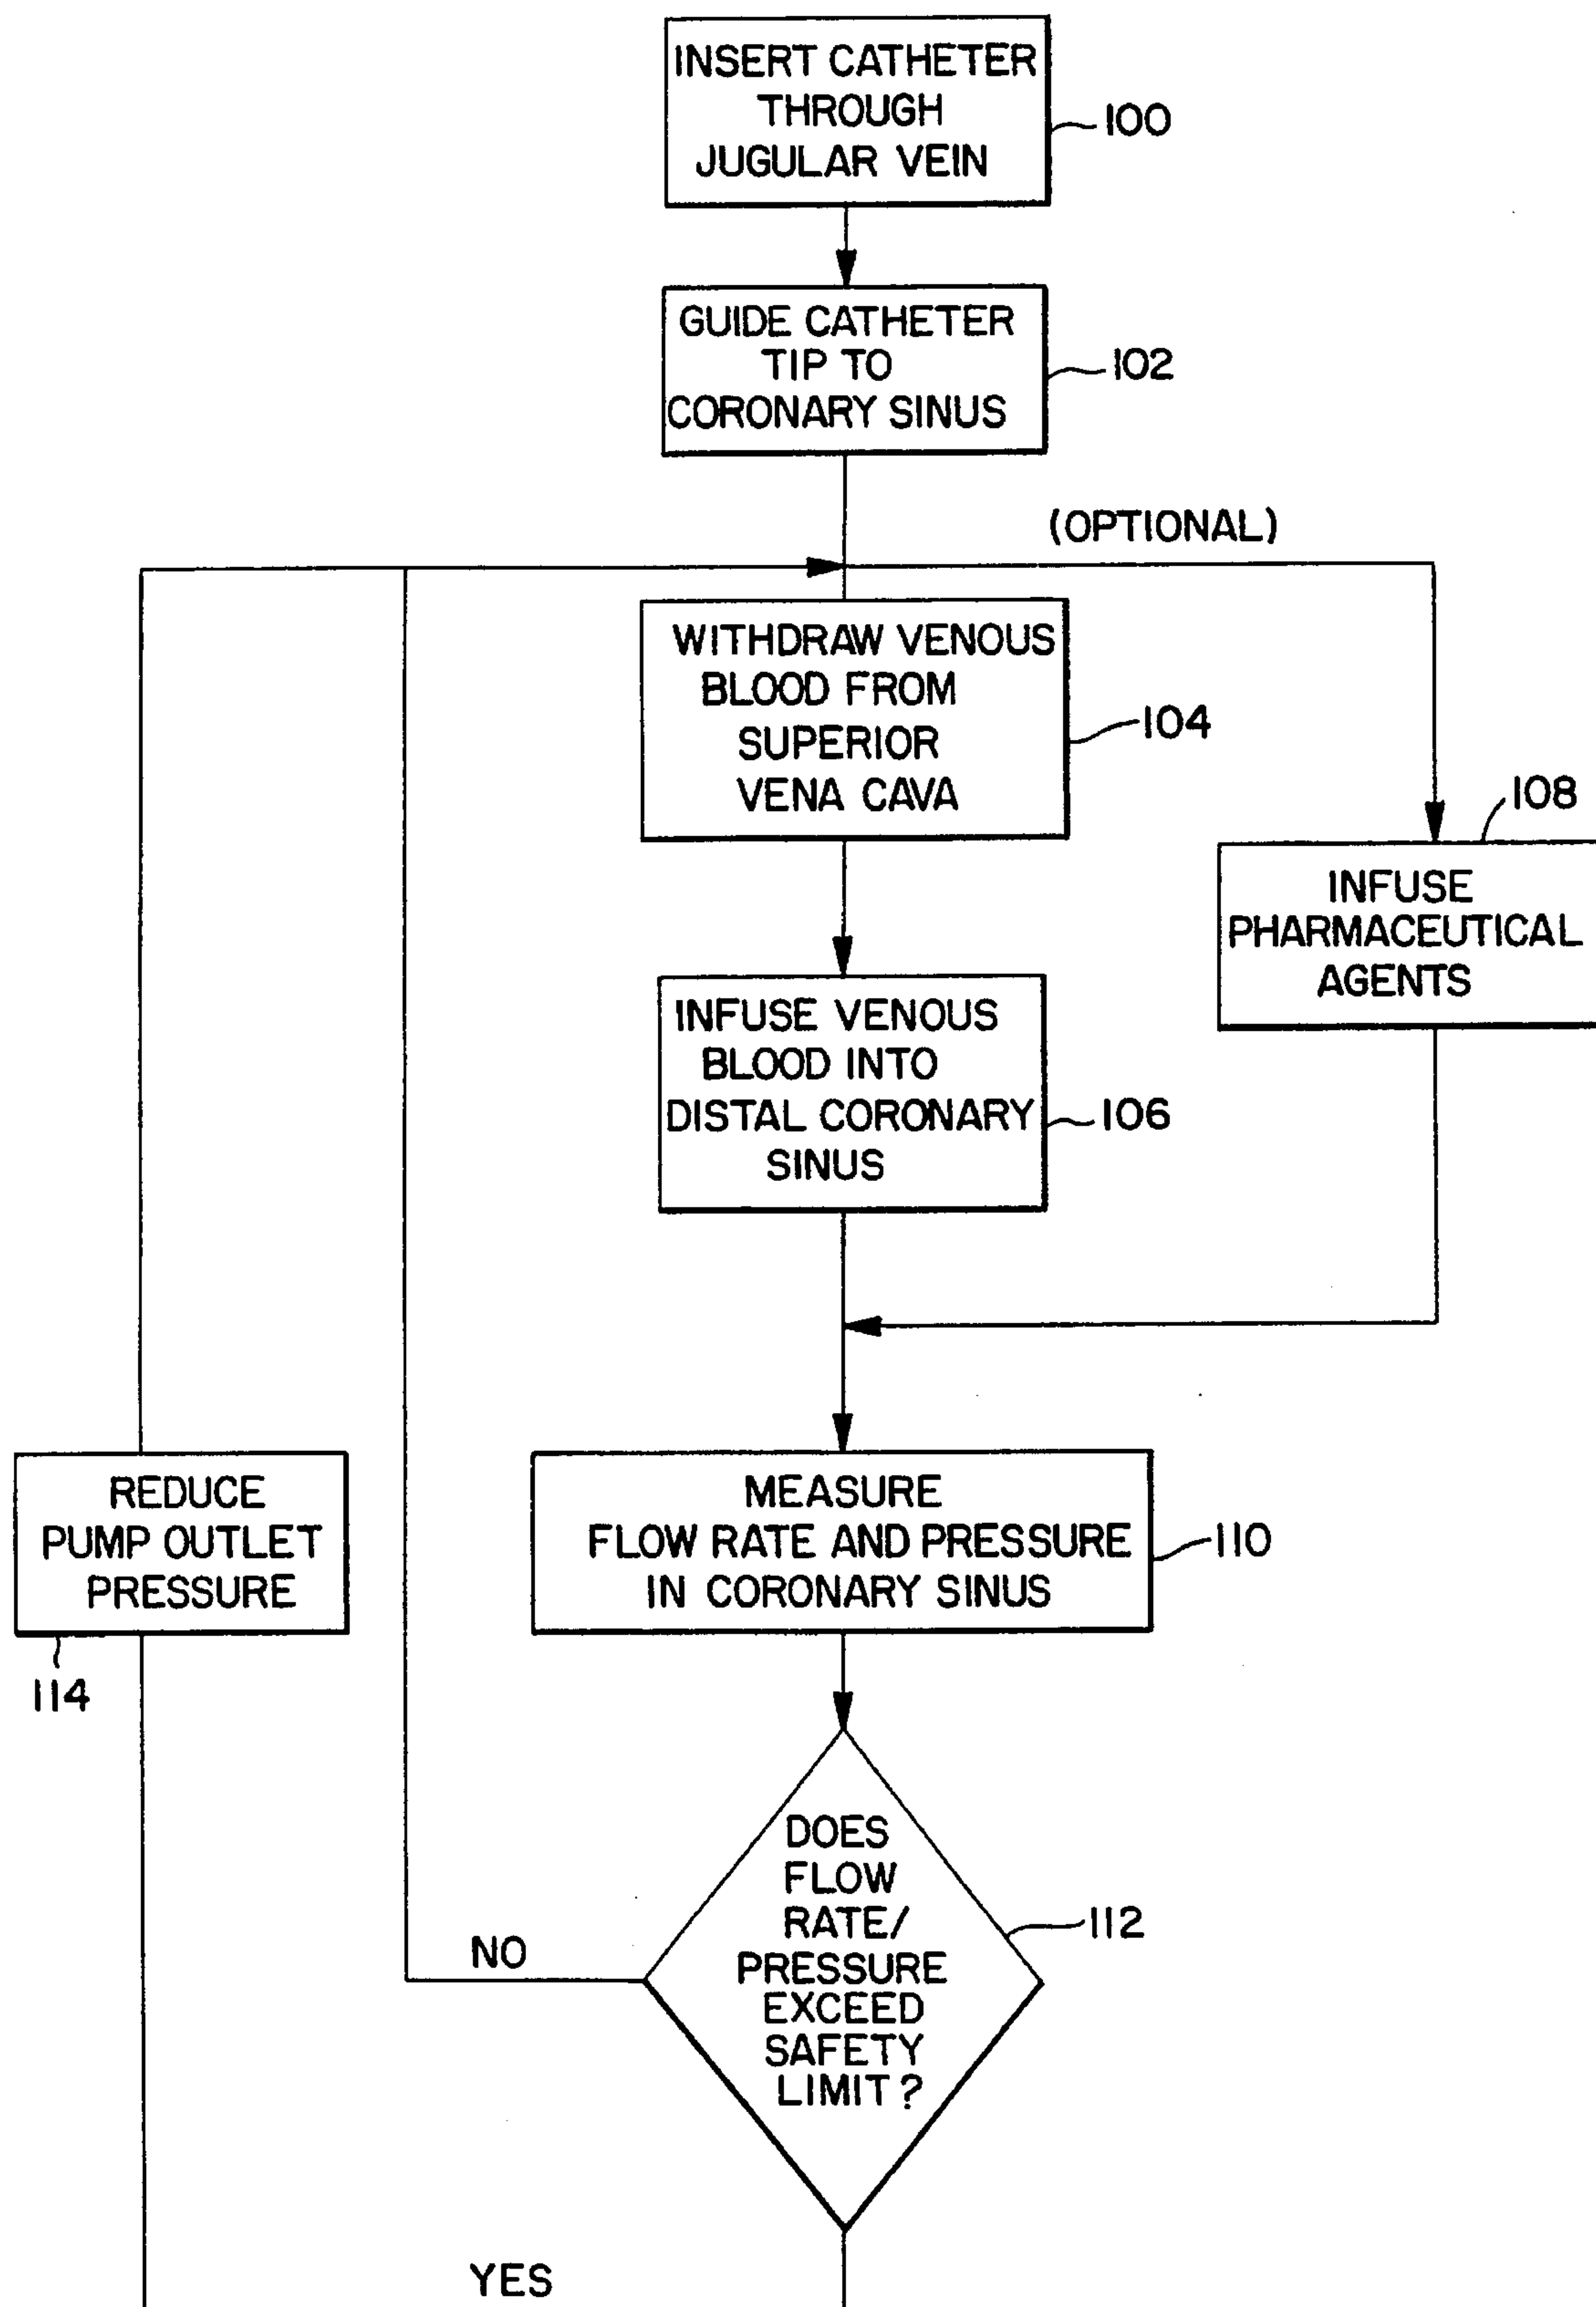 INSERT CATHETER
THROUGH
JUGULAR VEIN
100
GUIDE CATHETER
TIP TO
CORONARY SINUS
102
(OPTIONAL)
WITHDRAW VENOUS
BLOOD FROM
SUPERIOR
VENA CAVA
104
108
INFUSE
PHARMACEUTICAL
AGENTS
INFUSE VENOUS
BLOOD INTO
DISTAL CORONARY
SINUS
106
REDUCE
PUMP OUTLET
PRESSURE
114
MEASURE
FLOW RATE AND PRESSURE
IN CORONARY SINUS
110
DOES
FLOW
RATE/
PRESSURE
EXCEED
SAFETY
LIMIT?
112
NO
YES